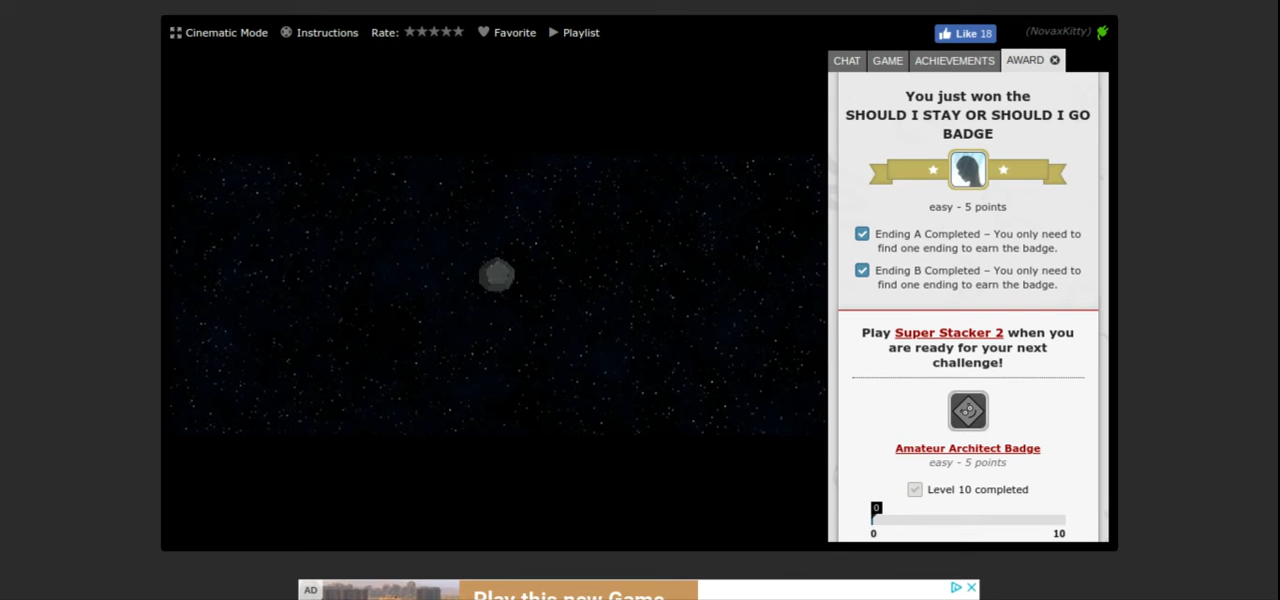 Cinematic Mode Instructions Rate: Favorite Playlist
Like 18 (NovaxKitty)
CHAT GAME ACHIEVEMENTS AWARD
You just won the
SHOULD I STAY OR SHOULD I GO
BADGE
easy - 5 points
Ending A Completed – You only need to
find one ending to earn the badge.
Ending B Completed – You only need to
find one ending to earn the badge.
Play Super Stacker 2 when you
are ready for your next
challenge!
Amateur Architect Badge
easy - 5 points
Level 10 completed
0
0 10
AD
Play this new Game